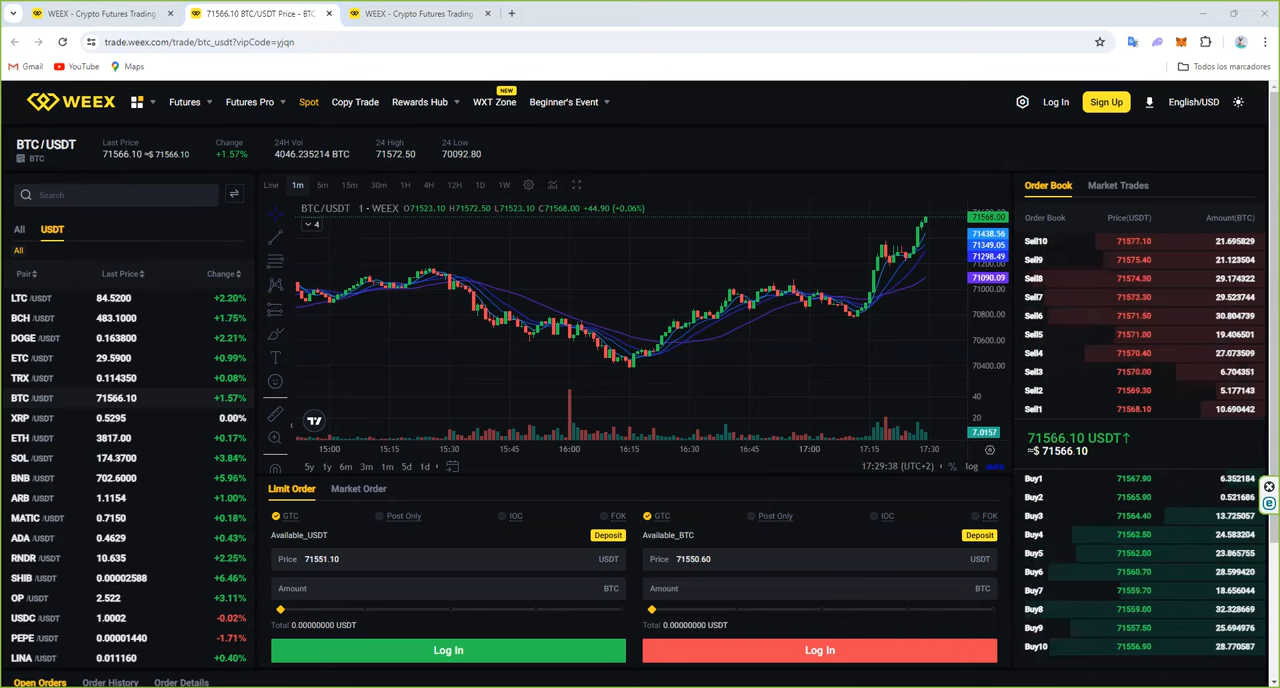 WEEX - Crypto Futures Trading
71566.10 BTC/USDT Price - BTC
WEEX - Crypto Futures Trading
trade.weex.com/trade/btc_usdt?vipCode=yjqn
Gmail YouTube Maps Todos los marcadores
WEEX Futures Futures Pro Spot Copy Trade Rewards Hub WXT Zone NEW Beginner's Event Log In Sign Up English/USD
BTC/USDT
BTC
Last Price
71566.10 ≈$ 71566.10
Change
+1.57%
24H Vol
4046.235214 BTC
24 High
71572.50
24 Low
70092.80
Search
All USDT
All
Pair Last Price Change
LTC /USDT 84.5200 +2.20%
BCH /USDT 483.1000 +1.75%
DOGE /USDT 0.163800 +2.21%
ETC /USDT 29.5900 +0.99%
TRX /USDT 0.114350 +0.08%
BTC /USDT 71566.10 +1.57%
XRP /USDT 0.5295 0.00%
ETH /USDT 3817.00 +0.17%
SOL /USDT 174.3700 +3.84%
BNB /USDT 702.6000 +5.96%
ARB /USDT 1.1154 +1.00%
MATIC /USDT 0.7150 +0.18%
ADA /USDT 0.4629 +0.43%
RNDR /USDT 10.635 +2.25%
SHIB /USDT 0.00002588 +6.46%
OP /USDT 2.522 +3.11%
USDC /USDT 1.0002 -0.02%
PEPE /USDT 0.00001440 -1.71%
LINA /USDT 0.011160 +0.40%
Open Orders Order History Order Details
Line 1m 5m 15m 30m 1H 4H 12H 1D 1W
BTC/USDT · 1 · WEEX O71523.10 H71572.50 L71523.10 C71568.00 +44.90 (+0.06%)
4
71568.00
71438.56
71349.05
71298.49
71200.00
71090.09
71000.00
70800.00
70600.00
70400.00
40
20
7.0157
15:00 15:15 15:30 15:45 16:00 16:15 16:30 16:45 17:00 17:15 17:30
5y 1y 6m 3m 1m 5d 1d 17:29:38 (UTC+2) % log auto
Limit Order Market Order
GTC Post Only IOC FOK
Available_USDT Deposit
Price 71551.10 USDT
Amount BTC
Total 0.00000000 USDT
Log In
GTC Post Only IOC FOK
Available_BTC Deposit
Price 71550.60 USDT
Amount BTC
Total 0.00000000 USDT
Log In
Order Book Market Trades
Order Book Price(USDT) Amount(BTC)
Sell10 71577.10 21.695829
Sell9 71575.40 21.123504
Sell8 71574.30 29.174322
Sell7 71573.30 29.523744
Sell6 71571.50 30.804739
Sell5 71571.00 19.406501
Sell4 71570.40 27.073509
Sell3 71570.00 6.704351
Sell2 71569.30 5.177143
Sell1 71568.10 10.690442
71566.10 USDT↑
≈$ 71566.10
Buy1 71567.90 6.352184
Buy2 71565.90 0.521686
Buy3 71564.40 13.725057
Buy4 71562.50 24.583204
Buy5 71562.00 23.865755
Buy6 71560.70 28.599420
Buy7 71559.70 18.656044
Buy8 71559.00 32.328669
Buy9 71557.50 25.694976
Buy10 71556.90 28.770587